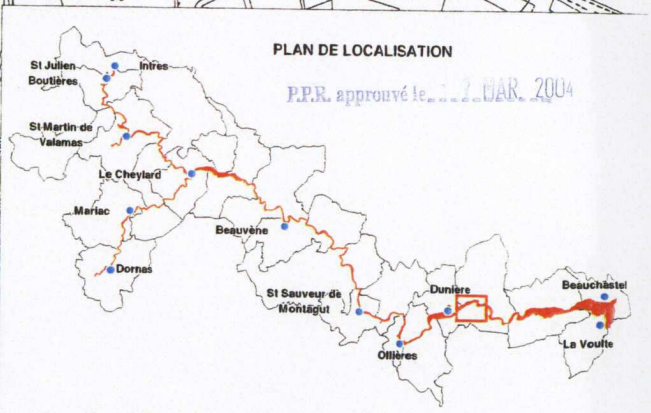 PLAN DE LOCALISATION
P.P.R. approuvé le 2 MAR. 2004
St Julien
Boutières
Intres
St Martin de
Valamas
Le Cheylard
Mariac
Beauvène
Dornas
St Sauveur de
Montagut
Dunière
Beauchastel
Ollières
La Voulte